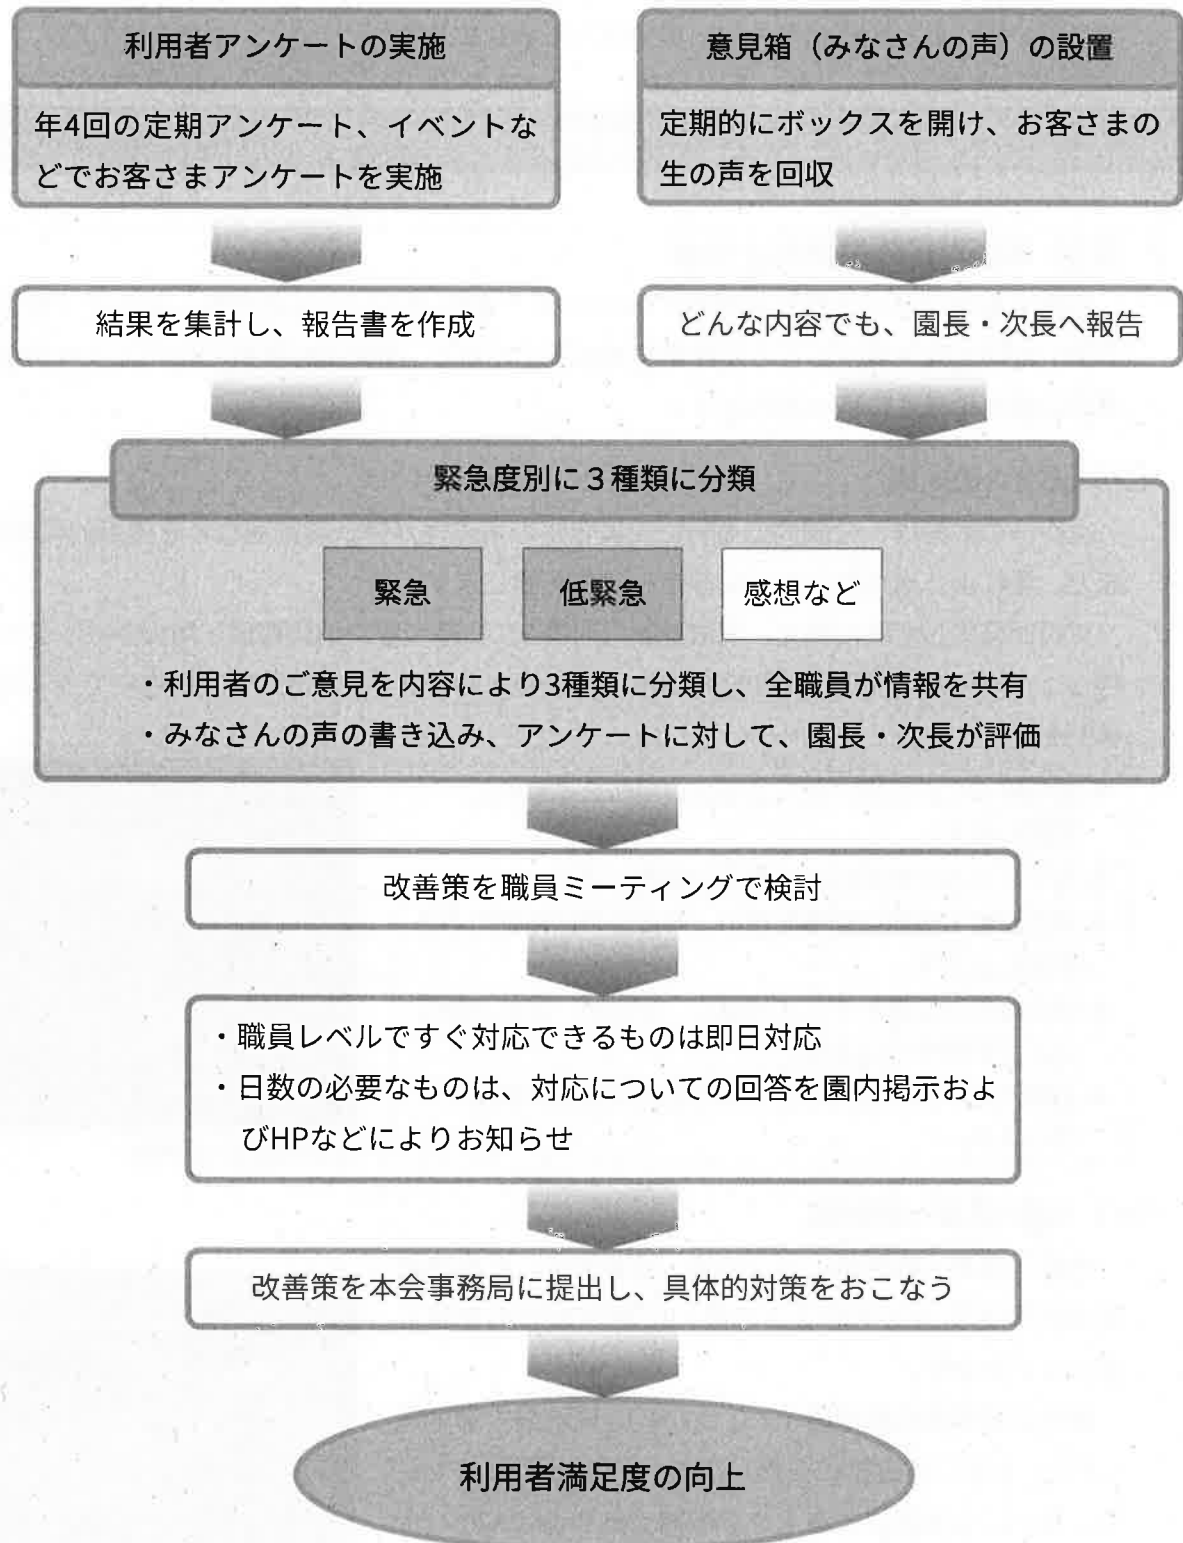 利用者アンケートの実施
年4回の定期アンケート、イベントな
どでお客さまアンケートを実施
意見箱（みなさんの声）の設置
定期的にボックスを開け、お客さまの
生の声を回収
結果を集計し、報告書を作成
どんな内容でも、園長・次長へ報告
緊急度別に３種類に分類
緊急
低緊急
感想など
・利用者のご意見を内容により3種類に分類し、全職員が情報を共有
・みなさんの声の書き込み、アンケートに対して、園長・次長が評価
改善策を職員ミーティングで検討
・職員レベルですぐ対応できるものは即日対応
・日数の必要なものは、対応についての回答を園内掲示およ
びHPなどによりお知らせ
改善策を本会事務局に提出し、具体的対策をおこなう
利用者満足度の向上